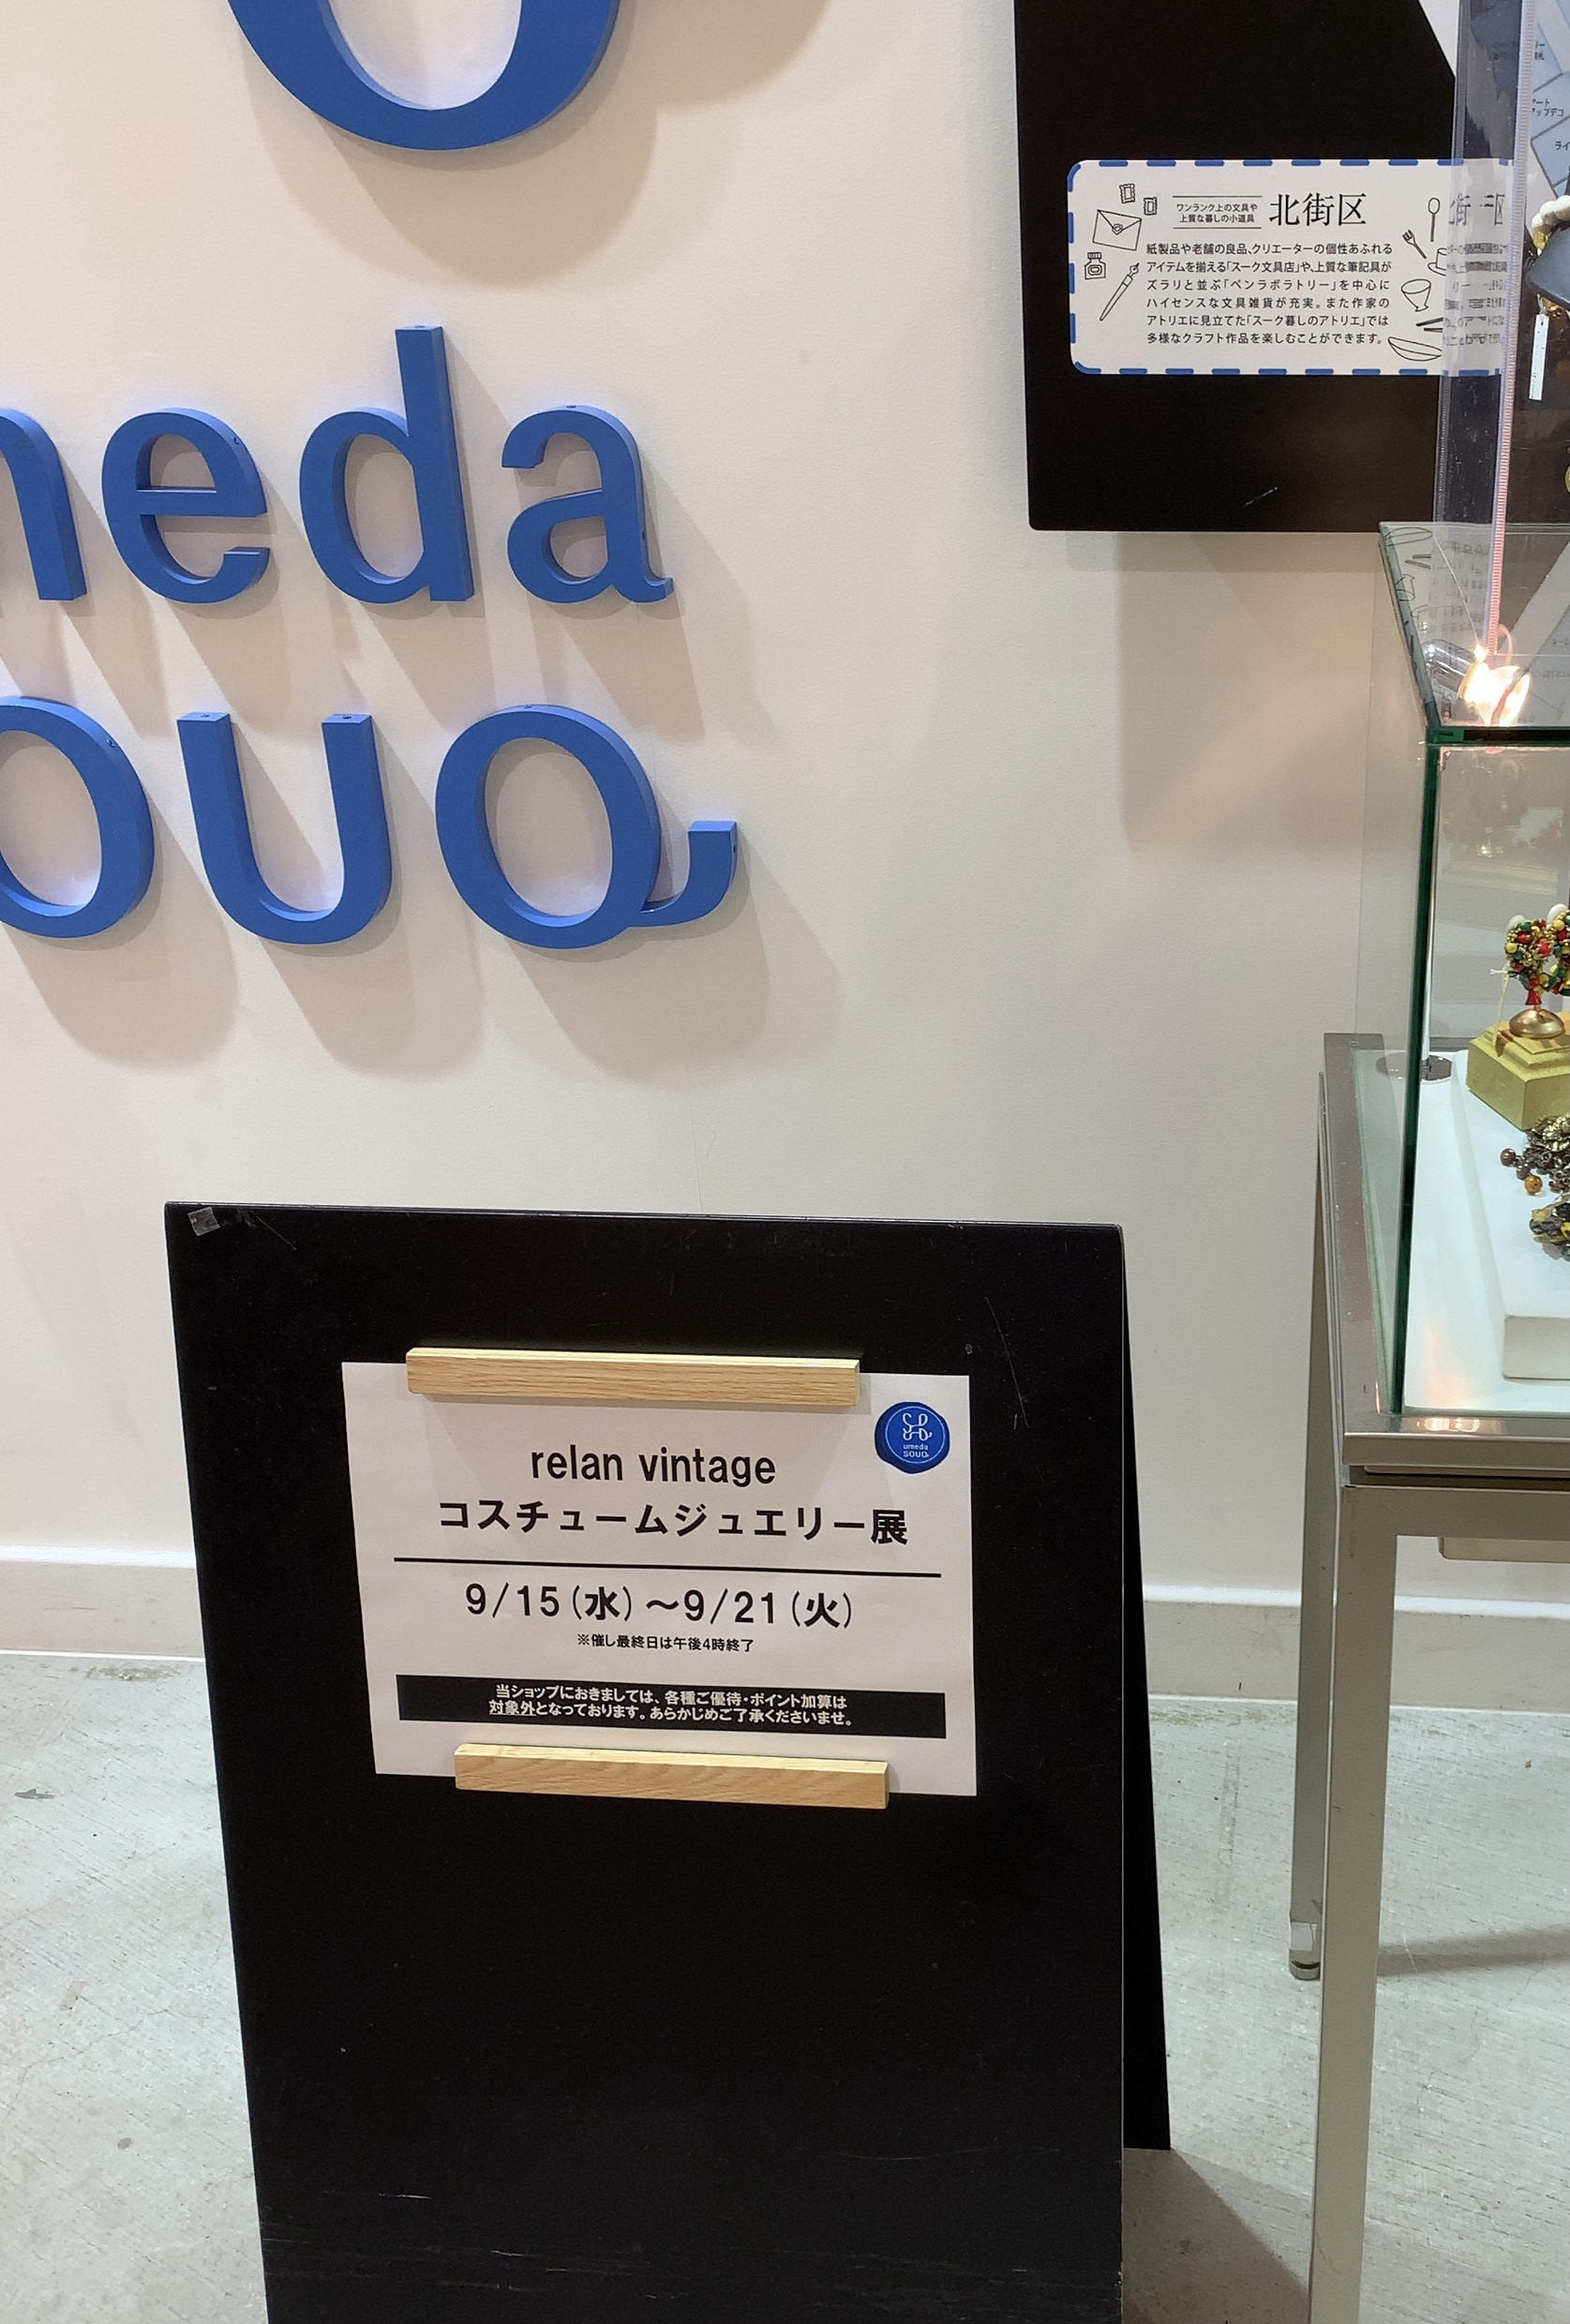 meda
ouq
ワンランク上の文具や
上質な暮しの小道具
北街区
紙製品や老舗の良品、クリエーターの個性あふれる
アイテムを揃える「スーク文具店」や、上質な筆記具が
ズラリと並ぶ「ペンラボラトリー」を中心に
ハイセンスな文具雑貨が充実。また作家の
アトリエに見立てた「スーク暮しのアトリエ」では
多様なクラフト作品を楽しむことができます。
umeda
souq
relan vintage
コスチュームジュエリー展
9/15(水)～9/21(火)
※催し最終日は午後4時終了
当ショップにおきましては、各種ご優待・ポイント加算は
対象外となっております。あらかじめご了承くださいませ。